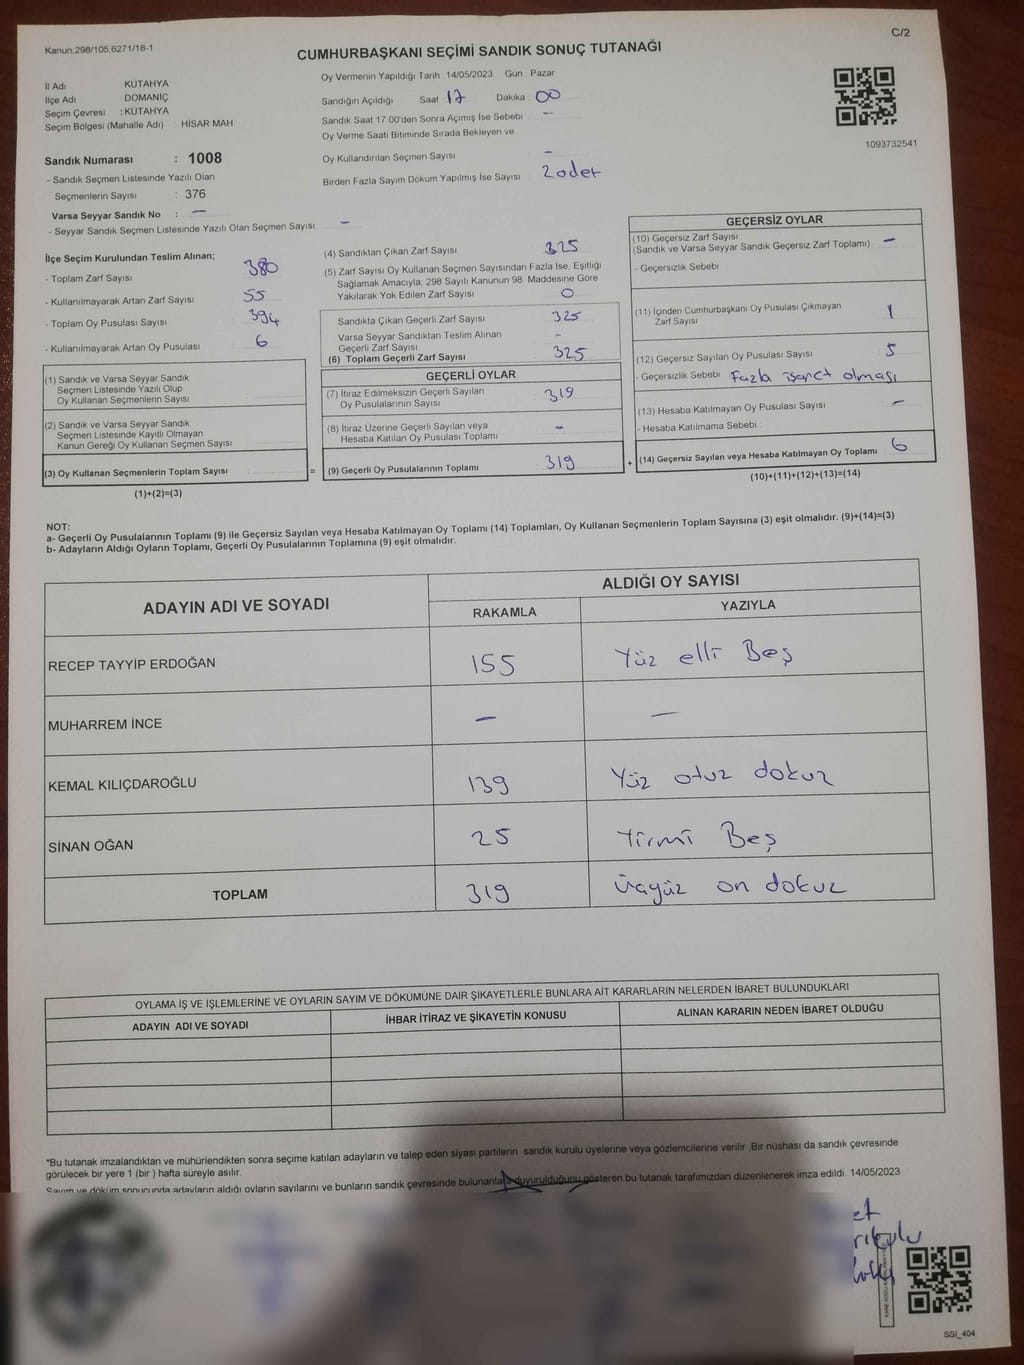 Kanun.298/105;6271/18-1
C/2
CUMHURBAŞKANI SEÇİMİ SANDIK SONUÇ TUTANAĞI
İl Adı KÜTAHYA
İlçe Adı : DOMANİÇ
Seçim Çevresi : KÜTAHYA
Seçim Bölgesi (Mahalle Adı) : HİSAR MAH
Oy Vermenin Yapıldığı Tarih 14/05/2023 Gün : Pazar
Sandığın Açıldığı Saat 17 Dakika 00
Sandık Saat 17:00'den Sonra Açımış İse Sebebi –
Oy Verme Saati Bitiminde Sırada Bekleyen ve
Oy Kullandırılan Seçmen Sayısı –
Birden Fazla Sayım Döküm Yapılmış İse Sayısı 2 adet
1093732541
Sandık Numarası : 1008
- Sandık Seçmen Listesinde Yazılı Olan
Seçmenlerin Sayısı : 376
Varsa Seyyar Sandık No : –
- Seyyar Sandık Seçmen Listesinde Yazılı Olan Seçmen Sayısı: –
İlçe Seçim Kurulundan Teslim Alınan;
- Toplam Zarf Sayısı 380
- Kullanılmayarak Artan Zarf Sayısı 55
- Toplam Oy Pusulası Sayısı 394
- Kullanılmayarak Artan Oy Pusulası 6
(1) Sandık ve Varsa Seyyar Sandık
Seçmen Listesinde Yazılı Olup
Oy Kullanan Seçmenlerin Sayısı
(2) Sandık ve Varsa Seyyar Sandık
Seçmen Listesinde Kayıtlı Olmayan
Kanun Gereği Oy Kullanan Seçmen Sayısı
(3) Oy Kullanan Seçmenlerin Toplam Sayısı =
(1)+(2)=(3)
(4) Sandıktan Çıkan Zarf Sayısı 325
(5) Zarf Sayısı Oy Kullanan Seçmen Sayısından Fazla İse, Eşitliği
Sağlamak Amacıyla; 298 Sayılı Kanunun 98. Maddesine Göre
Yakılarak Yok Edilen Zarf Sayısı 0
Sandıkta Çıkan Geçerli Zarf Sayısı 325
Varsa Seyyar Sandıktan Teslim Alınan
Geçerli Zarf Sayısı –
(6) Toplam Geçerli Zarf Sayısı 325
GEÇERLİ OYLAR
(7) İtiraz Edilmeksizin Geçerli Sayılan
Oy Pusulalarının Sayısı 319
(8) İtiraz Üzerine Geçerli Sayılan veya
Hesaba Katılan Oy Pusulası Toplamı –
(9) Geçerli Oy Pusulalarının Toplamı 319 +
GEÇERSİZ OYLAR
(10) Geçersiz Zarf Sayısı
(Sandık ve Varsa Seyyar Sandık Geçersiz Zarf Toplamı) –
- Geçersizlik Sebebi
(11) İçinden Cumhurbaşkanı Oy Pusulası Çıkmayan
Zarf Sayısı 1
(12) Geçersiz Sayılan Oy Pusulası Sayısı 5
- Geçersizlik Sebebi Fazla işaret olması
(13) Hesaba Katılmayan Oy Pusulası Sayısı –
- Hesaba Katılmama Sebebi
(14) Geçersiz Sayılan veya Hesaba Katılmayan Oy Toplamı 6
(10)+(11)+(12)+(13)=(14)
NOT:
a- Geçerli Oy Pusulalarının Toplamı (9) ile Geçersiz Sayılan veya Hesaba Katılmayan Oy Toplamı (14) Toplamları, Oy Kullanan Seçmenlerin Toplam Sayısına (3) eşit olmalıdır. (9)+(14)=(3)
b- Adayların Aldığı Oyların Toplamı, Geçerli Oy Pusulalarının Toplamına (9) eşit olmalıdır.
ADAYIN ADI VE SOYADI
ALDIĞI OY SAYISI
RAKAMLA YAZIYLA
RECEP TAYYİP ERDOĞAN 155 Yüz elli Beş
MUHARREM İNCE – –
KEMAL KILIÇDAROĞLU 139 Yüz otuz dokuz
SİNAN OĞAN 25 Yirmi Beş
TOPLAM 319 Üçyüz on dokuz
OYLAMA İŞ VE İŞLEMLERİNE VE OYLARIN SAYIM VE DÖKÜMÜNE DAİR ŞİKAYETLERLE BUNLARA AİT KARARLARIN NELERDEN İBARET BULUNDUKLARI
ADAYIN ADI VE SOYADI İHBAR İTİRAZ VE ŞİKAYETİN KONUSU ALINAN KARARIN NEDEN İBARET OLDUĞU
*Bu tutanak imzalandıktan ve mühürlendikten sonra seçime katılan adayların ve talep eden siyasi partilerin sandık kurulu üyelerine veya gözlemcilerine verilir. Bir nüshası da sandık çevresinde
görülecek bir yere 1 (bir ) hafta süreyle asılır.
Sayım ve döküm sonucunda adayların aldığı oyların sayılarını ve bunların sandık çevresinde bulunanlara duyurulduğunu gösteren bu tutanak tarafımızdan düzenlenerek imza edildi. 14/05/2023
SSI_404